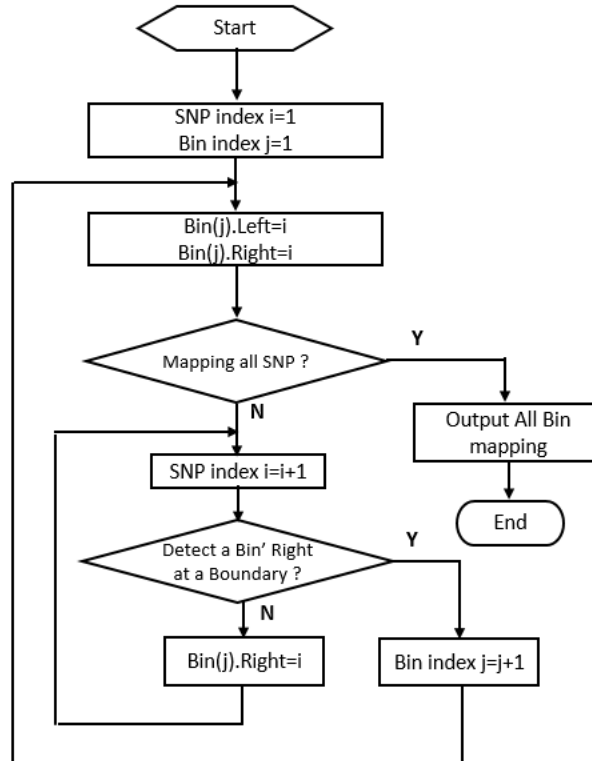 Start
SNP index i=1
Bin index j=1
Bin(j).Left=i
Bin(j).Right=i
Mapping all SNP ?
Y
N
Output All Bin
mapping
SNP index i=i+1
End
Detect a Bin' Right
at a Boundary ?
Y
N
Bin(j).Right=i
Bin index j=j+1